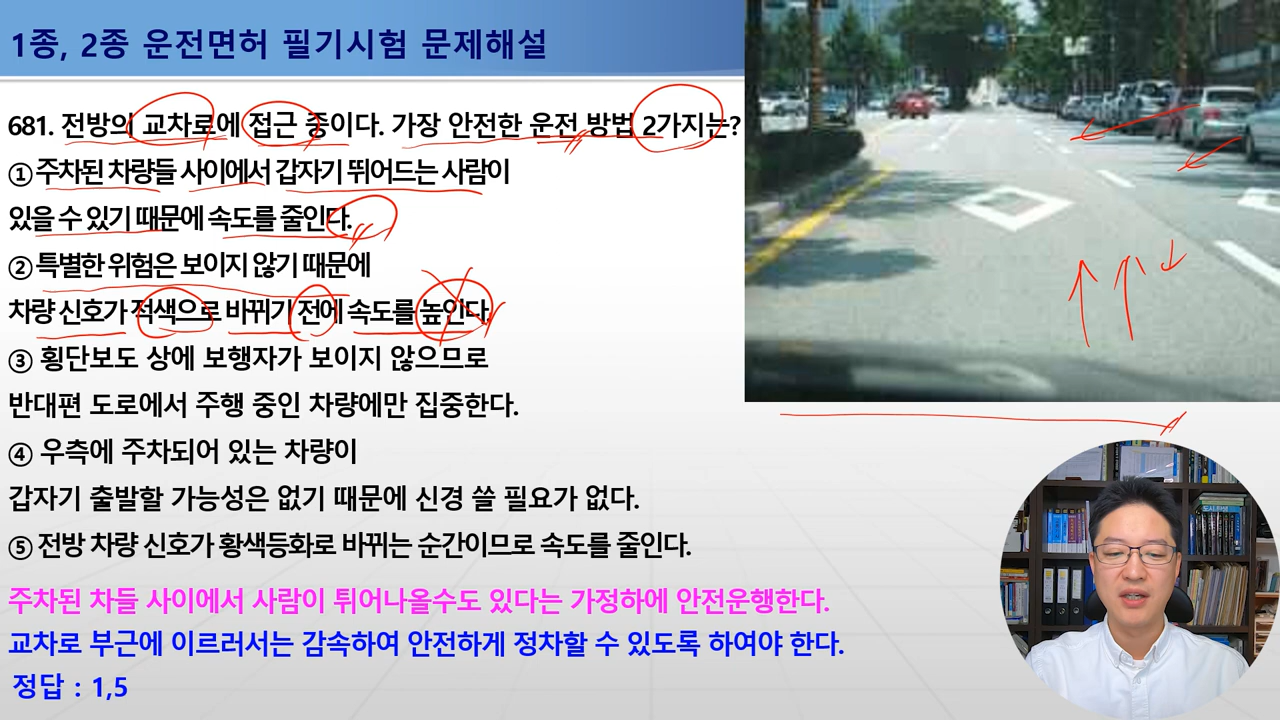 1종, 2종 운전면허 필기시험 문제해설
681. 전방의 교차로에 접근 중이다. 가장 안전한 운전 방법 2가지는?
① 주차된 차량들 사이에서 갑자기 뛰어드는 사람이
있을 수 있기 때문에 속도를 줄인다.
② 특별한 위험은 보이지 않기 때문에
차량 신호가 적색으로 바뀌기 전에 속도를 높인다.
③ 횡단보도 상에 보행자가 보이지 않으므로
반대편 도로에서 주행 중인 차량에만 집중한다.
④ 우측에 주차되어 있는 차량이
갑자기 출발할 가능성은 없기 때문에 신경 쓸 필요가 없다.
⑤ 전방 차량 신호가 황색등화로 바뀌는 순간이므로 속도를 줄인다.
주차된 차들 사이에서 사람이 튀어나올수도 있다는 가정하에 안전운행한다.
교차로 부근에 이르러서는 감속하여 안전하게 정차할 수 있도록 하여야 한다.
정답 : 1,5